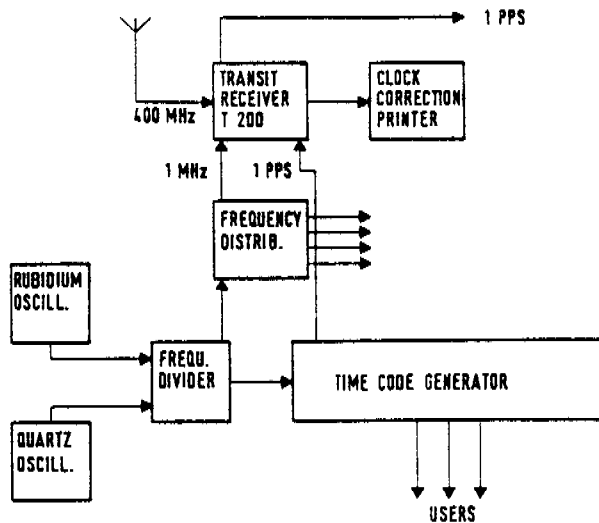 1 PPS
TRANSIT
RECEIVER
T 200
CLOCK
CORRECTION
PRINTER
400 MHz
1 MHz
1 PPS
FREQUENCY
DISTRIB.
RUBIDIUM
OSCILL.
FREQU.
DIVIDER
TIME CODE GENERATOR
QUARTZ
OSCILL.
USERS